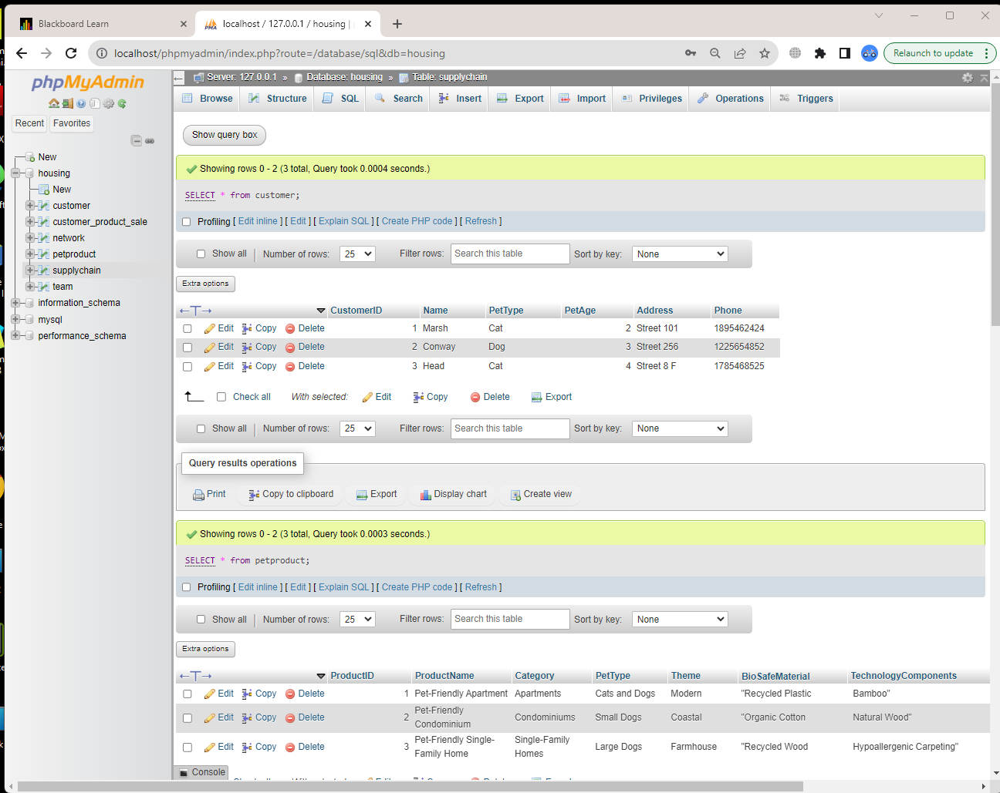 Blackboard Learn
localhost / 127.0.0.1 / housing |
localhost/phpmyadmin/index.php?route=/database/sql&db=housing
Relaunch to update
phpMyAdmin
Recent Favorites
New
housing
New
customer
customer_product_sale
network
petproduct
supplychain
team
information_schema
mysql
performance_schema
Server: 127.0.0.1 » Database: housing » Table: supplychain
Browse Structure SQL Search Insert Export Import Privileges Operations Triggers
Show query box
Showing rows 0 - 2 (3 total, Query took 0.0004 seconds.)
SELECT * from customer;
Profiling [ Edit inline ] [ Edit ] [ Explain SQL ] [ Create PHP code ] [ Refresh ]
Show all | Number of rows: 25 Filter rows: Search this table Sort by key: None
Extra options
←T→ CustomerID Name PetType PetAge Address Phone
Edit Copy Delete 1 Marsh Cat 2 Street 101 1895462424
Edit Copy Delete 2 Conway Dog 3 Street 256 1225654852
Edit Copy Delete 3 Head Cat 4 Street 8 F 1785468525
Check all With selected: Edit Copy Delete Export
Show all | Number of rows: 25 Filter rows: Search this table Sort by key: None
Query results operations
Print Copy to clipboard Export Display chart Create view
Showing rows 0 - 2 (3 total, Query took 0.0003 seconds.)
SELECT * from petproduct;
Profiling [ Edit inline ] [ Edit ] [ Explain SQL ] [ Create PHP code ] [ Refresh ]
Show all | Number of rows: 25 Filter rows: Search this table Sort by key: None
Extra options
←T→ ProductID ProductName Category PetType Theme BioSafeMaterial TechnologyComponents
Edit Copy Delete 1 Pet-Friendly Apartment Apartments Cats and Dogs Modern "Recycled Plastic Bamboo"
Edit Copy Delete 2 Pet-Friendly Condominium Condominiums Small Dogs Coastal "Organic Cotton Natural Wood"
Edit Copy Delete 3 Pet-Friendly Single-Family Home Single-Family Homes Large Dogs Farmhouse "Recycled Wood Hypoallergenic Carpeting"
Console